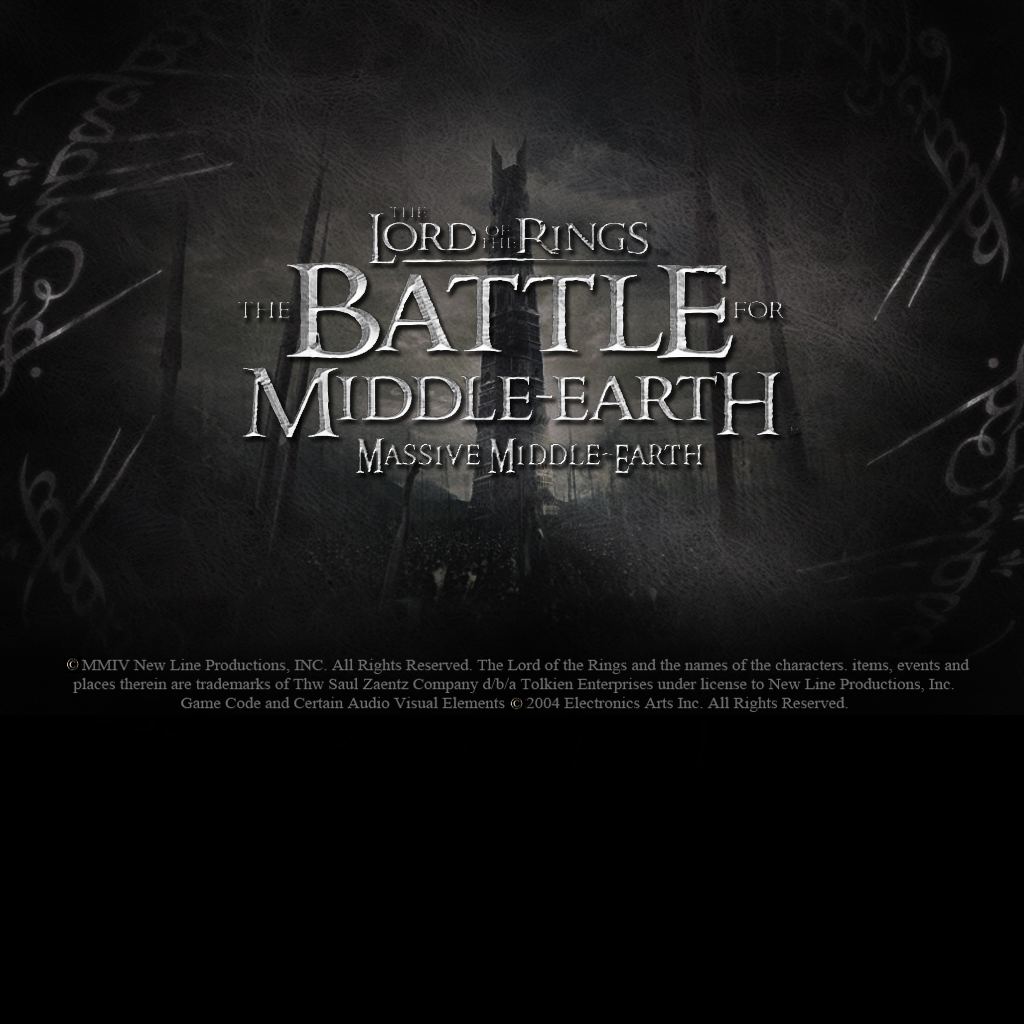 THE
LORD OF THE RINGS
THE BATTLE FOR
MIDDLE-EARTH
MASSIVE MIDDLE-EARTH
© MMIV New Line Productions, INC. All Rights Reserved. The Lord of the Rings and the names of the characters. items, events and
places therein are trademarks of Thw Saul Zaentz Company d/b/a Tolkien Enterprises under license to New Line Productions, Inc.
Game Code and Certain Audio Visual Elements © 2004 Electronics Arts Inc. All Rights Reserved.